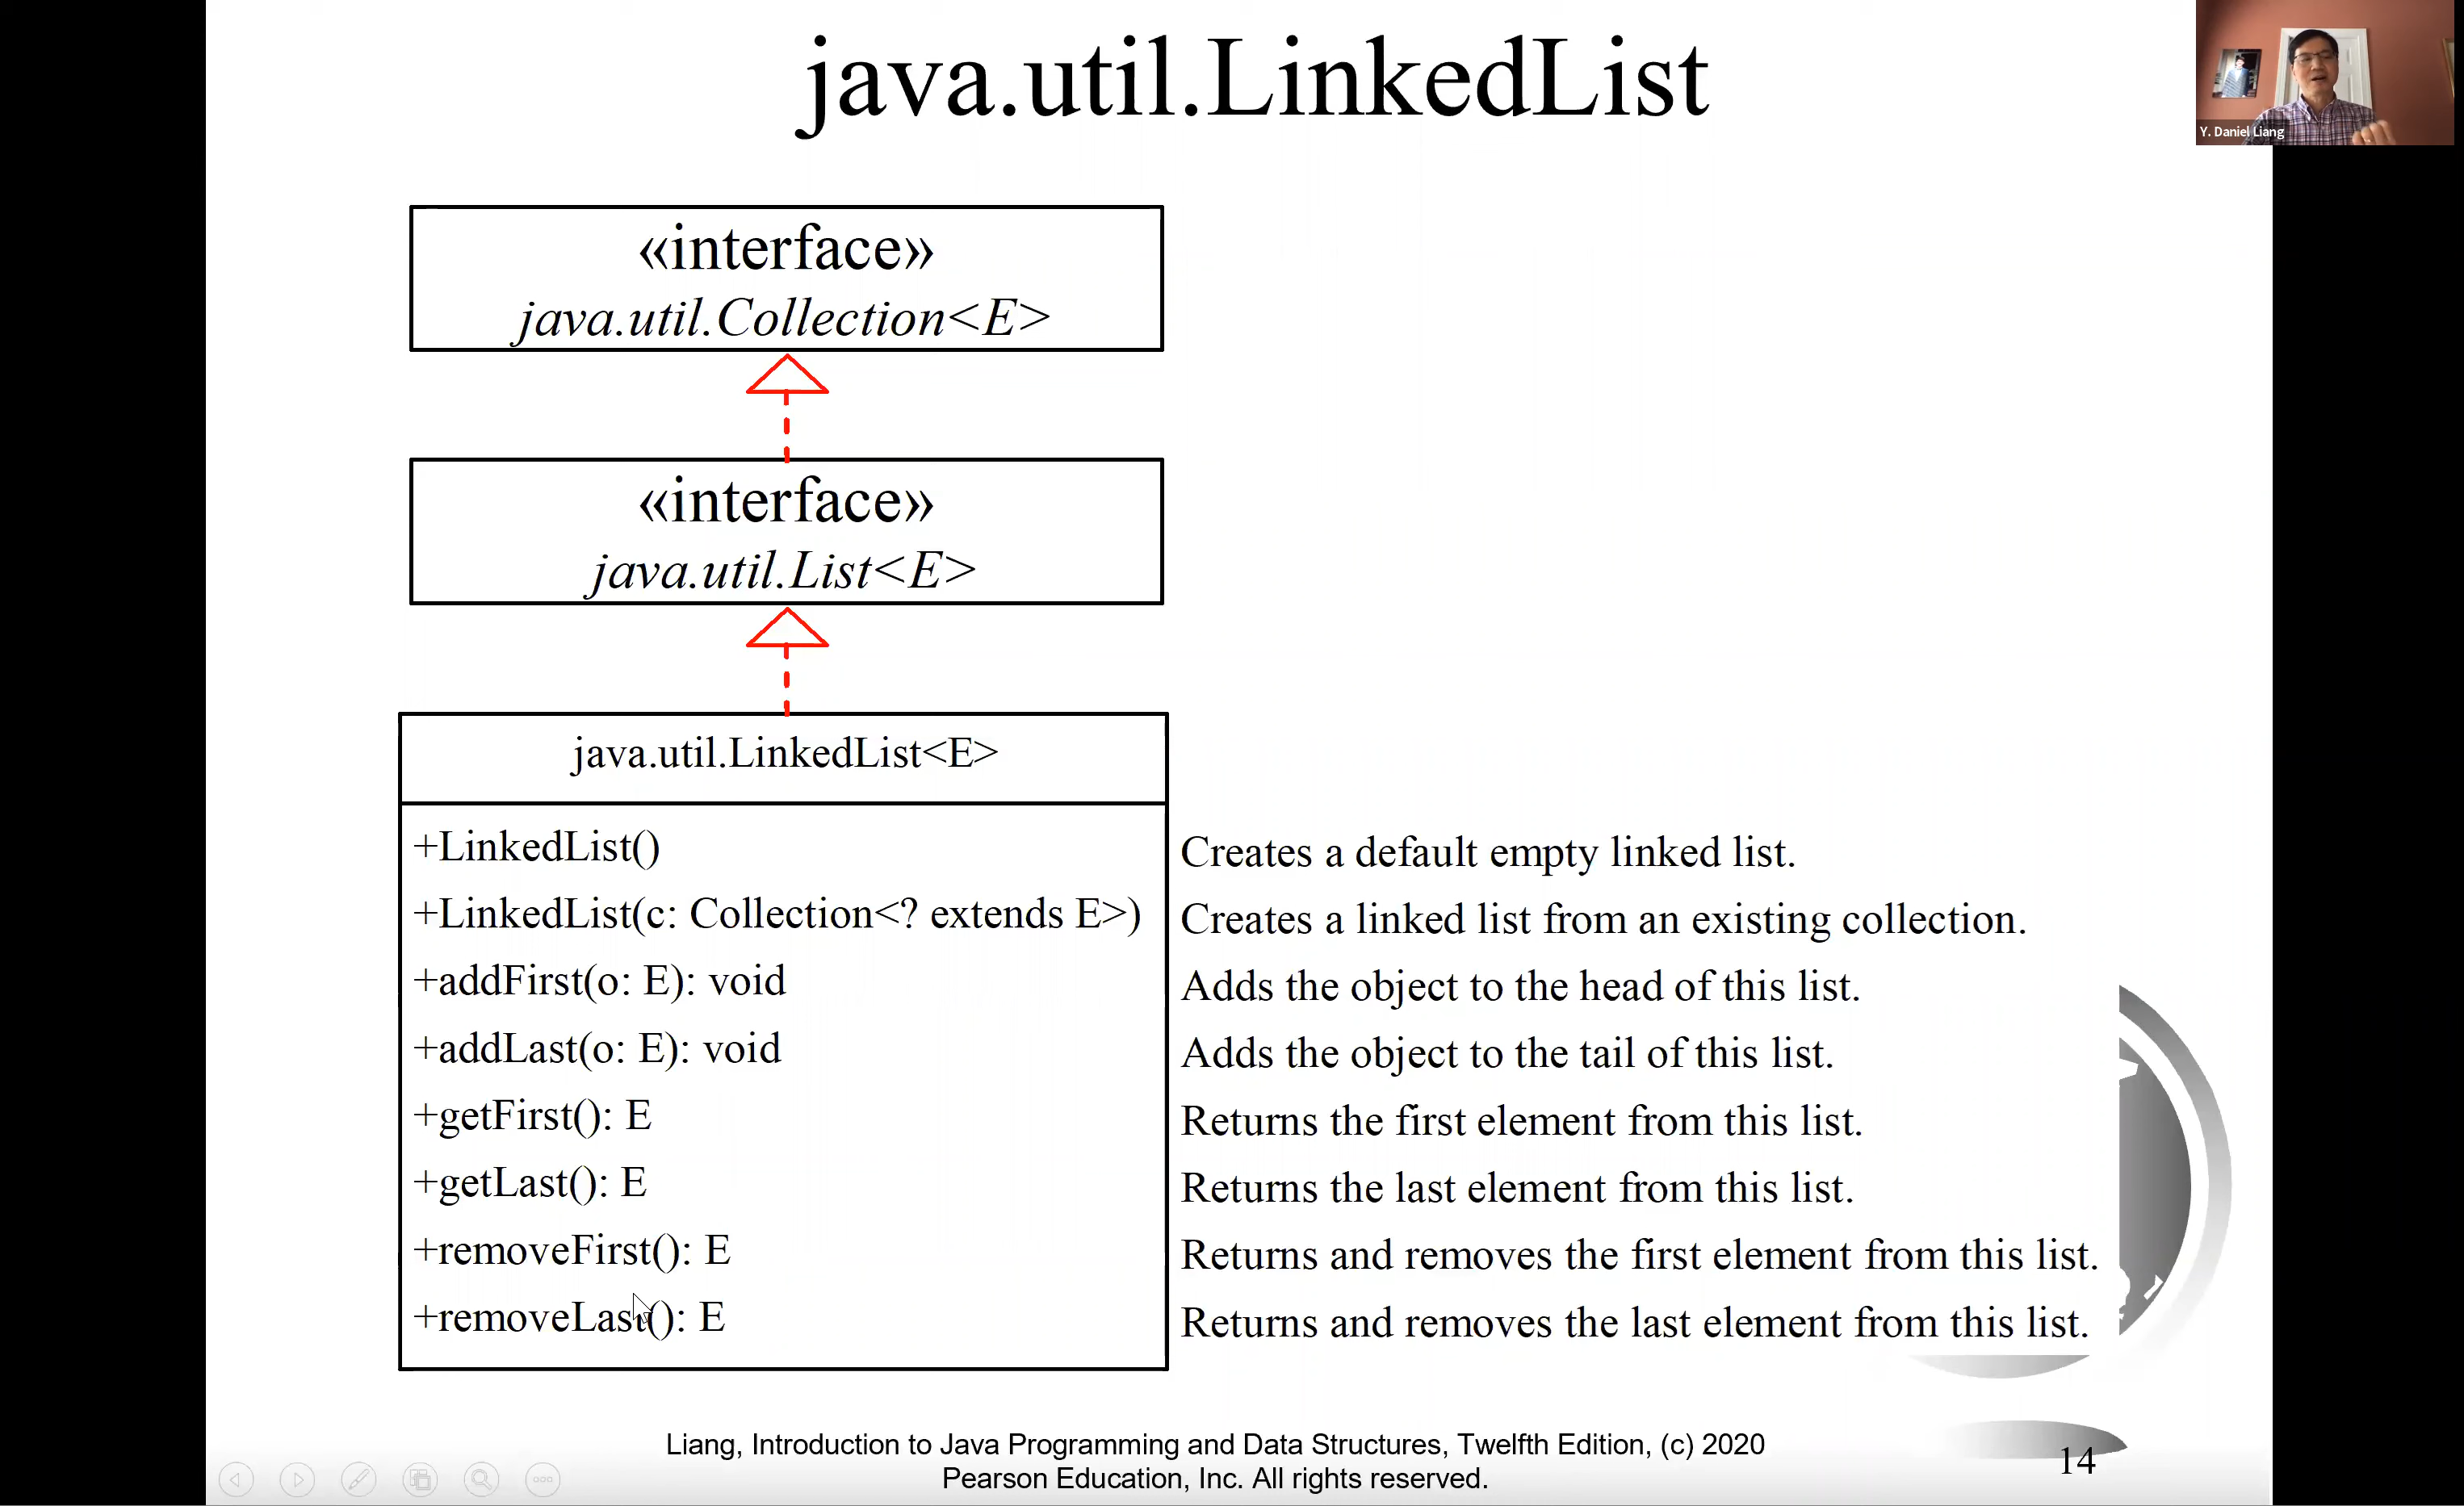 java.util.LinkedList
Y. Daniel Liang
«interface»
java.util.Collection<E>
«interface»
java.util.List<E>
java.util.LinkedList<E>
+LinkedList()
Creates a default empty linked list.
+LinkedList(c: Collection<? extends E>)
Creates a linked list from an existing collection.
+addFirst(o: E): void
Adds the object to the head of this list.
+addLast(o: E): void
Adds the object to the tail of this list.
+getFirst(): E
Returns the first element from this list.
+getLast(): E
Returns the last element from this list.
+removeFirst(): E
Returns and removes the first element from this list.
+removeLast(): E
Returns and removes the last element from this list.
Liang, Introduction to Java Programming and Data Structures, Twelfth Edition, (c) 2020
Pearson Education, Inc. All rights reserved.
14